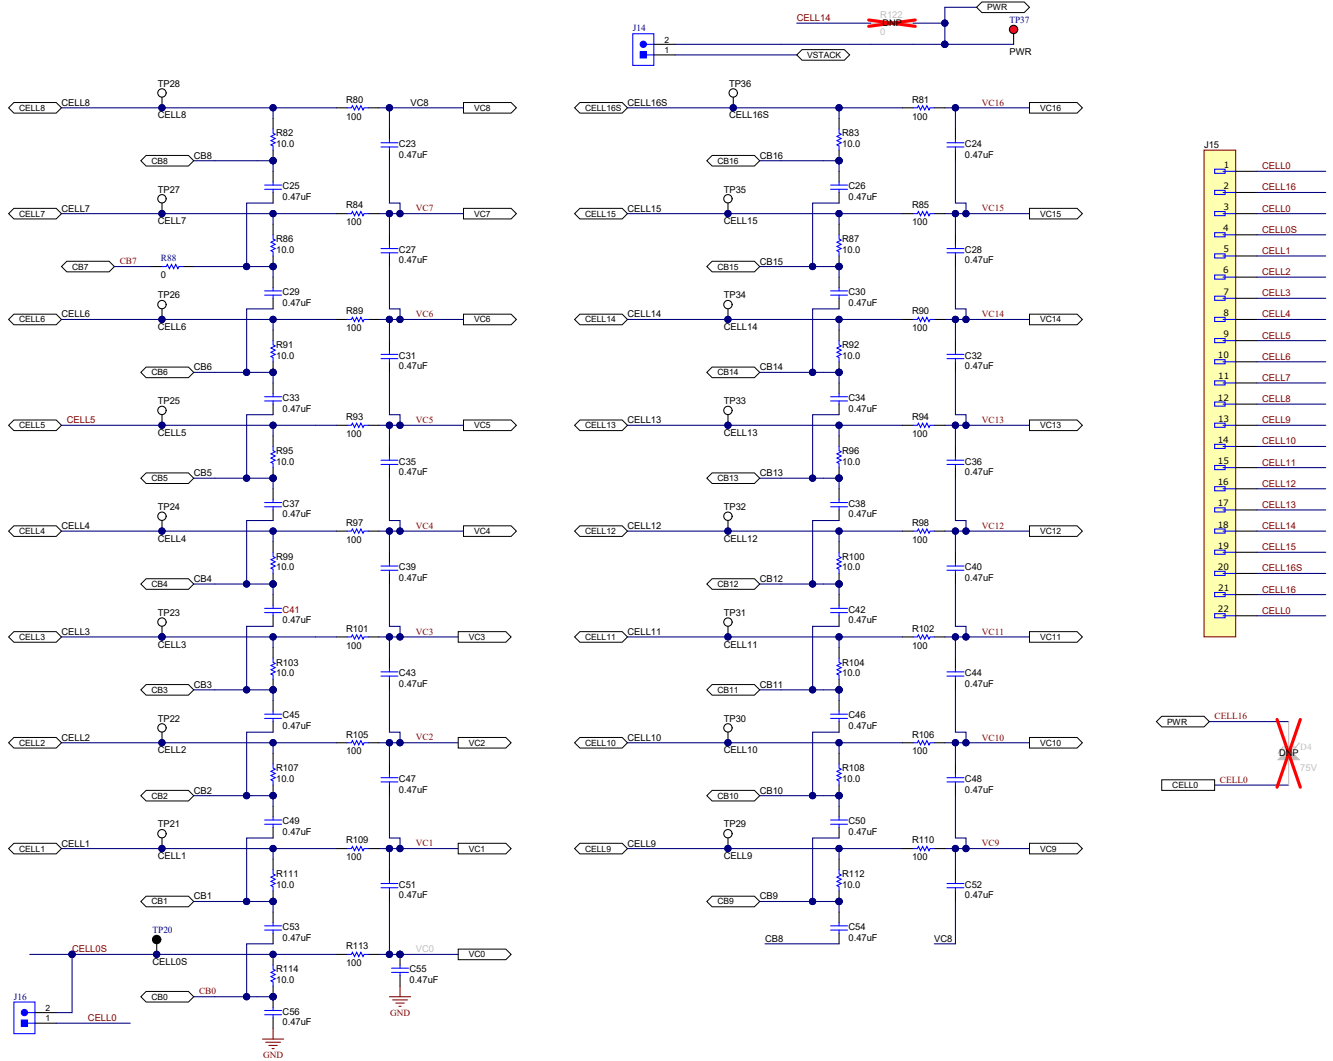 CELL14
R122
DNP
0
PWR
TP37
PWR
J14
2
1
VSTACK
TP28
CELL8 CELL8
CELL8
R80
100
VC8
VC8
R82
10.0
C23
0.47uF
CB8 CB8
C25
0.47uF
TP27
CELL7 CELL7
CELL7
R84
100
VC7
VC7
R86
10.0
C27
0.47uF
CB7 CB7
R88
0
C29
0.47uF
TP26
CELL6 CELL6
CELL6
R89
100
VC6
VC6
R91
10.0
C31
0.47uF
CB6 CB6
C33
0.47uF
TP25
CELL5 CELL5
CELL5
R93
100
VC5
VC5
R95
10.0
C35
0.47uF
CB5 CB5
C37
0.47uF
TP24
CELL4 CELL4
CELL4
R97
100
VC4
VC4
R99
10.0
C39
0.47uF
CB4 CB4
C41
0.47uF
TP23
CELL3 CELL3
CELL3
R101
100
VC3
VC3
R103
10.0
C43
0.47uF
CB3 CB3
C45
0.47uF
TP22
CELL2 CELL2
CELL2
R105
100
VC2
VC2
R107
10.0
C47
0.47uF
CB2 CB2
C49
0.47uF
TP21
CELL1 CELL1
CELL1
R109
100
VC1
VC1
R111
10.0
C51
0.47uF
CB1 CB1
C53
0.47uF
CELL0S
TP20
CELL0S
R113
100
VC0
VC0
R114
10.0
C55
0.47uF
GND
CB0 CB0
C56
0.47uF
GND
J16
2
1
CELL0
TP36
CELL16S CELL16S
CELL16S
R81
100
VC16
VC16
R83
10.0
C24
0.47uF
CB16 CB16
C26
0.47uF
TP35
CELL15 CELL15
CELL15
R85
100
VC15
VC15
R87
10.0
C28
0.47uF
CB15 CB15
C30
0.47uF
TP34
CELL14 CELL14
CELL14
R90
100
VC14
VC14
R92
10.0
C32
0.47uF
CB14 CB14
C34
0.47uF
TP33
CELL13 CELL13
CELL13
R94
100
VC13
VC13
R96
10.0
C36
0.47uF
CB13 CB13
C38
0.47uF
TP32
CELL12 CELL12
CELL12
R98
100
VC12
VC12
R100
10.0
C40
0.47uF
CB12 CB12
C42
0.47uF
TP31
CELL11 CELL11
CELL11
R102
100
VC11
VC11
R104
10.0
C44
0.47uF
CB11 CB11
C46
0.47uF
TP30
CELL10 CELL10
CELL10
R106
100
VC10
VC10
R108
10.0
C48
0.47uF
CB10 CB10
C50
0.47uF
TP29
CELL9 CELL9
CELL9
R110
100
VC9
VC9
R112
10.0
C52
0.47uF
CB9 CB9
C54
0.47uF
CB8
VC8
J15
1 CELL0
2 CELL16
3 CELL0
4 CELL0S
5 CELL1
6 CELL2
7 CELL3
8 CELL4
9 CELL5
10 CELL6
11 CELL7
12 CELL8
13 CELL9
14 CELL10
15 CELL11
16 CELL12
17 CELL13
18 CELL14
19 CELL15
20 CELL16S
21 CELL16
22 CELL0
PWR CELL16
D4
DNP
75V
CELL0 CELL0